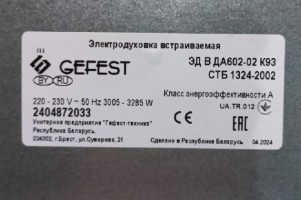 Электродуховка встраиваемая
GEFEST
BY RU
ЭД В ДА602-02 К93
СТБ 1324-2002
Класс энергоэффективности А
220 - 230 V ~ 50 Hz 3005 - 3285 W
UA.TR.012
2404872033
CE EAC
Унитарное предприятие "Гефест-техника"
Республика Беларусь,
224002, г.Брест, ул.Суворова, 21
Сделано в Республике Беларусь
04.2024